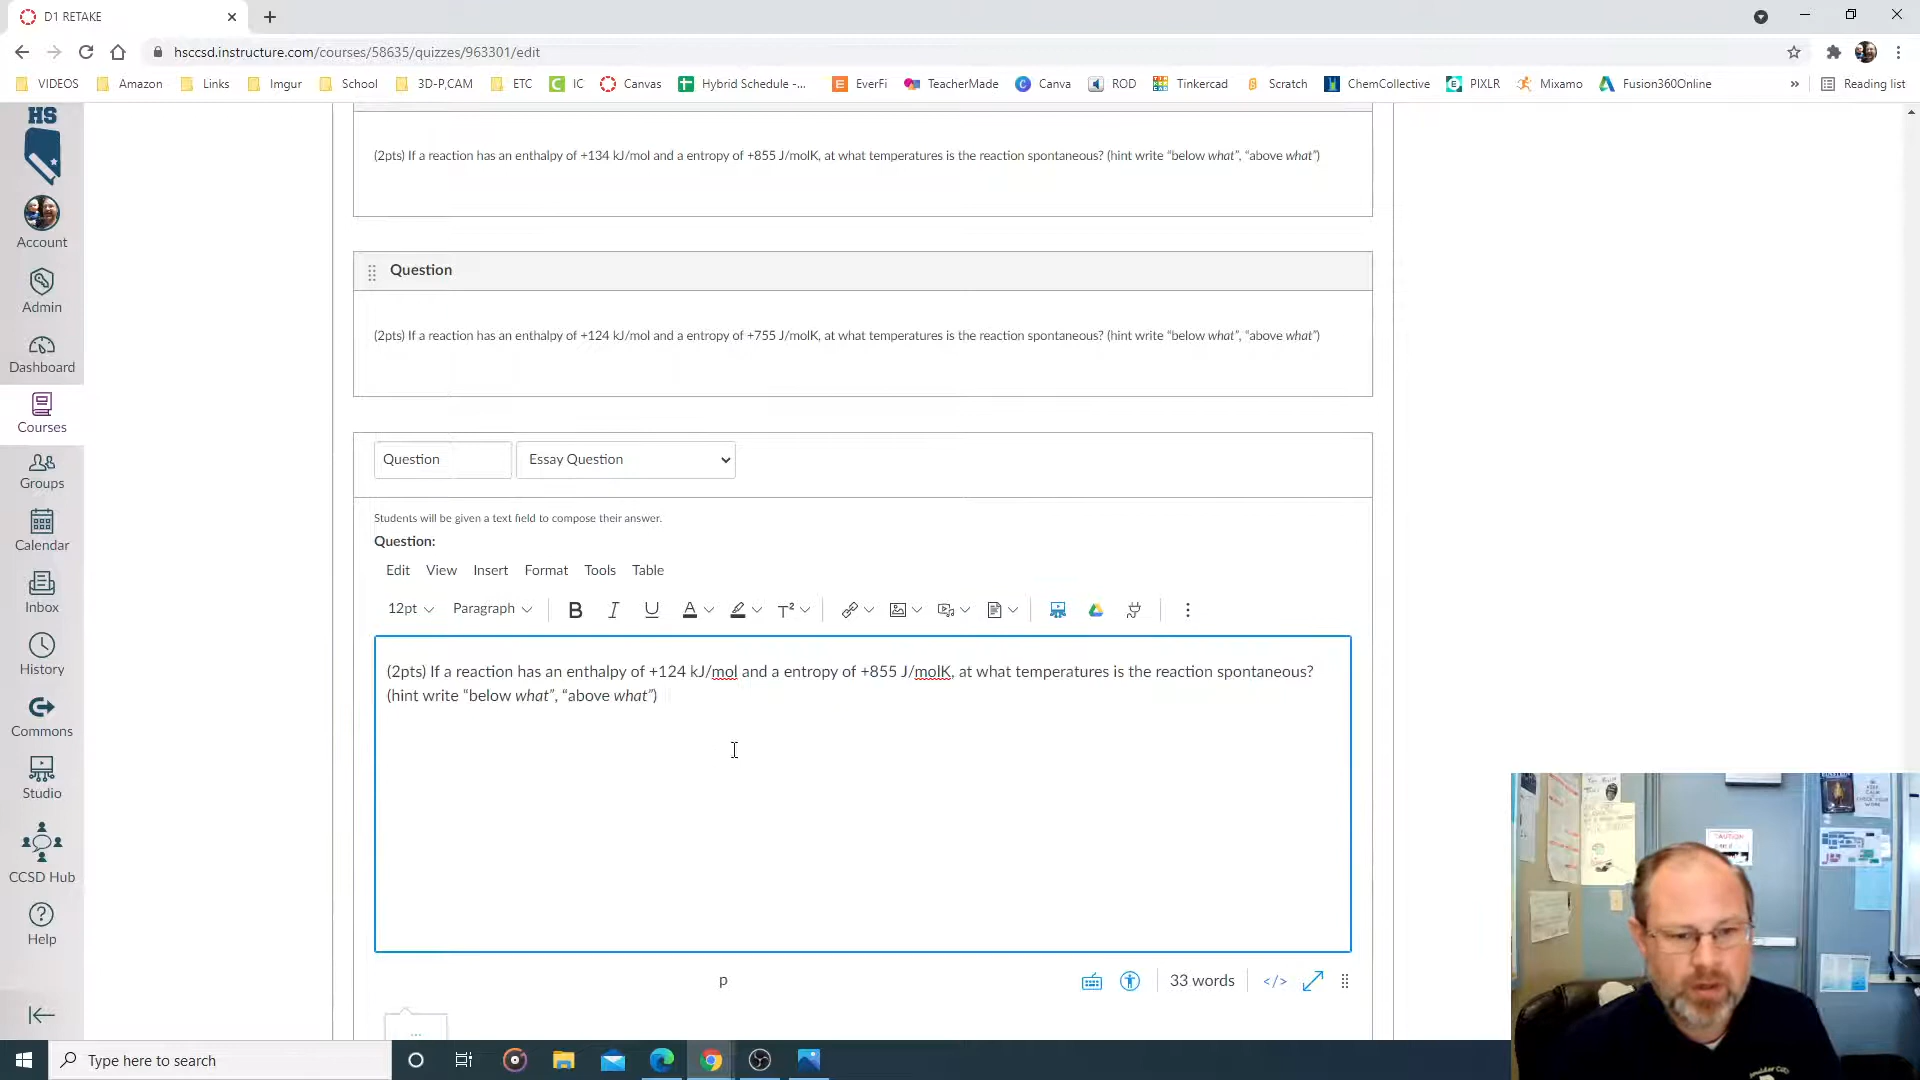 D1 RETAKE
hsccsd.instructure.com/courses/58635/quizzes/963301/edit
VIDEOS Amazon Links Imgur School 3D-P,CAM ETC IC Canvas Hybrid Schedule -... EverFi TeacherMade Canva ROD Tinkercad Scratch ChemCollective PIXLR Mixamo Fusion360Online » Reading list
HS
Account
Admin
Dashboard
Courses
Groups
Calendar
Inbox
History
Commons
Studio
CCSD Hub
Help
(2pts) If a reaction has an enthalpy of +134 kJ/mol and a entropy of +855 J/molK, at what temperatures is the reaction spontaneous? (hint write “below what”, “above what”)
Question
(2pts) If a reaction has an enthalpy of +124 kJ/mol and a entropy of +755 J/molK, at what temperatures is the reaction spontaneous? (hint write “below what”, “above what”)
Question Essay Question
Students will be given a text field to compose their answer.
Question:
Edit View Insert Format Tools Table
12pt Paragraph B I U A T²
(2pts) If a reaction has an enthalpy of +124 kJ/mol and a entropy of +855 J/molK, at what temperatures is the reaction spontaneous?
(hint write “below what”, “above what”)
p 33 words </>
...
Type here to search
CAUTION
KEEP CALM AND CHECK YOUR WORK